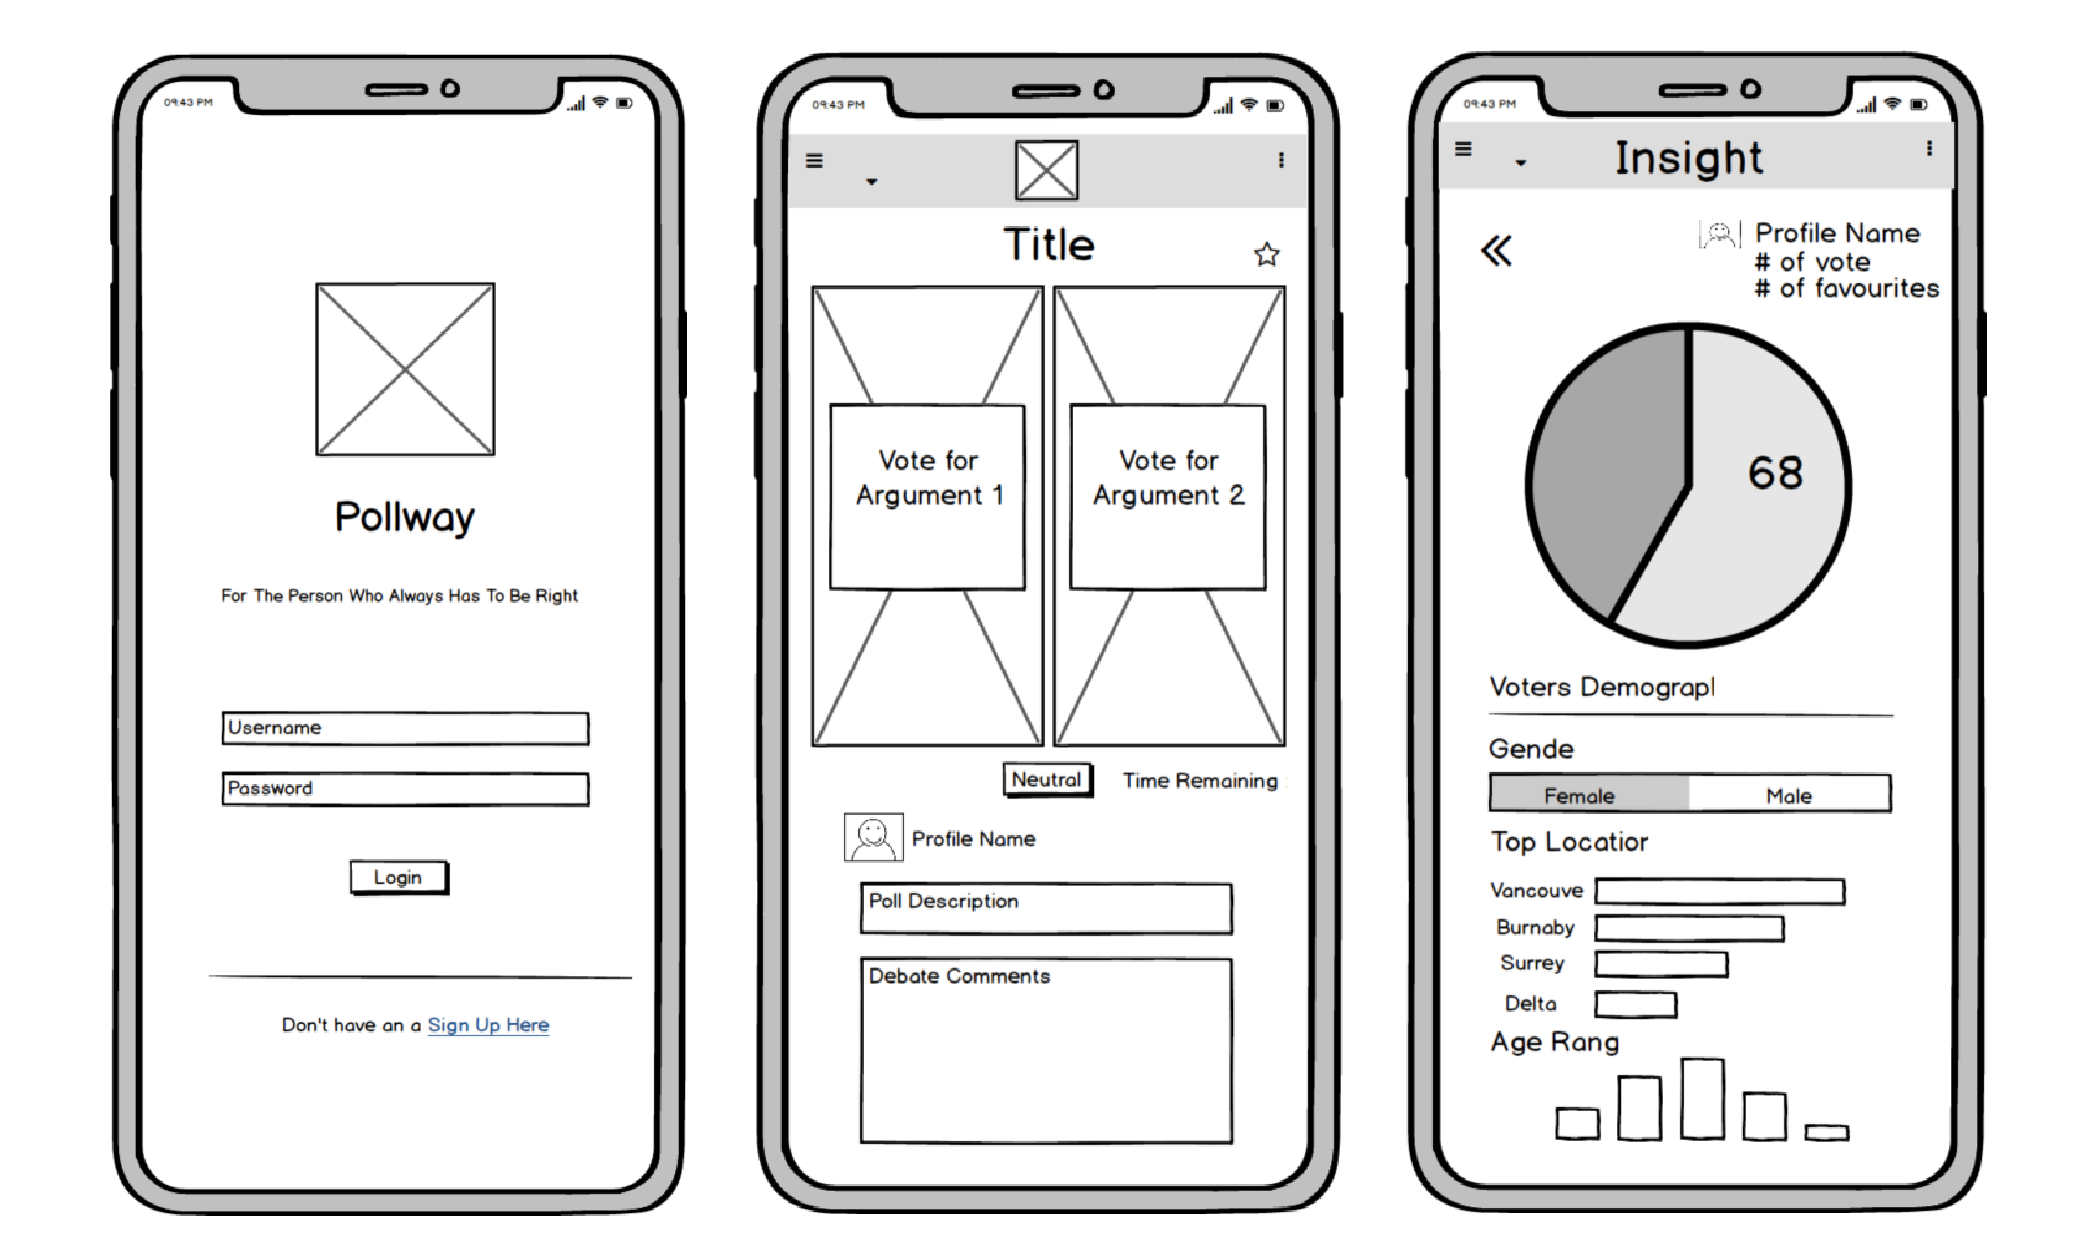 09:43 PM
Pollway
For The Person Who Always Has To Be Right
Username
Password
Login
Don't have an a Sign Up Here
09:43 PM
Title
Vote for
Argument 1
Vote for
Argument 2
Neutral
Time Remaining
Profile Name
Poll Description
Debate Comments
09:43 PM
Insight
Profile Name
# of vote
# of favourites
68
Voters Demograpl
Gende
Female
Male
Top Locatior
Vancouve
Burnaby
Surrey
Delta
Age Rang